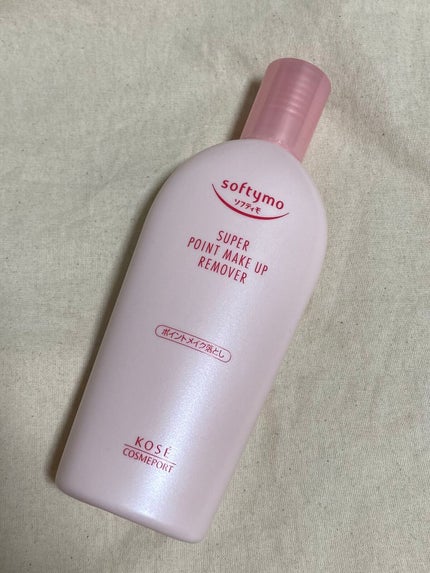 softymo
ソフティモ
SUPER
POINT MAKE UP
REMOVER
ポイントメイク落とし
KOSÉ
COSMEPORT